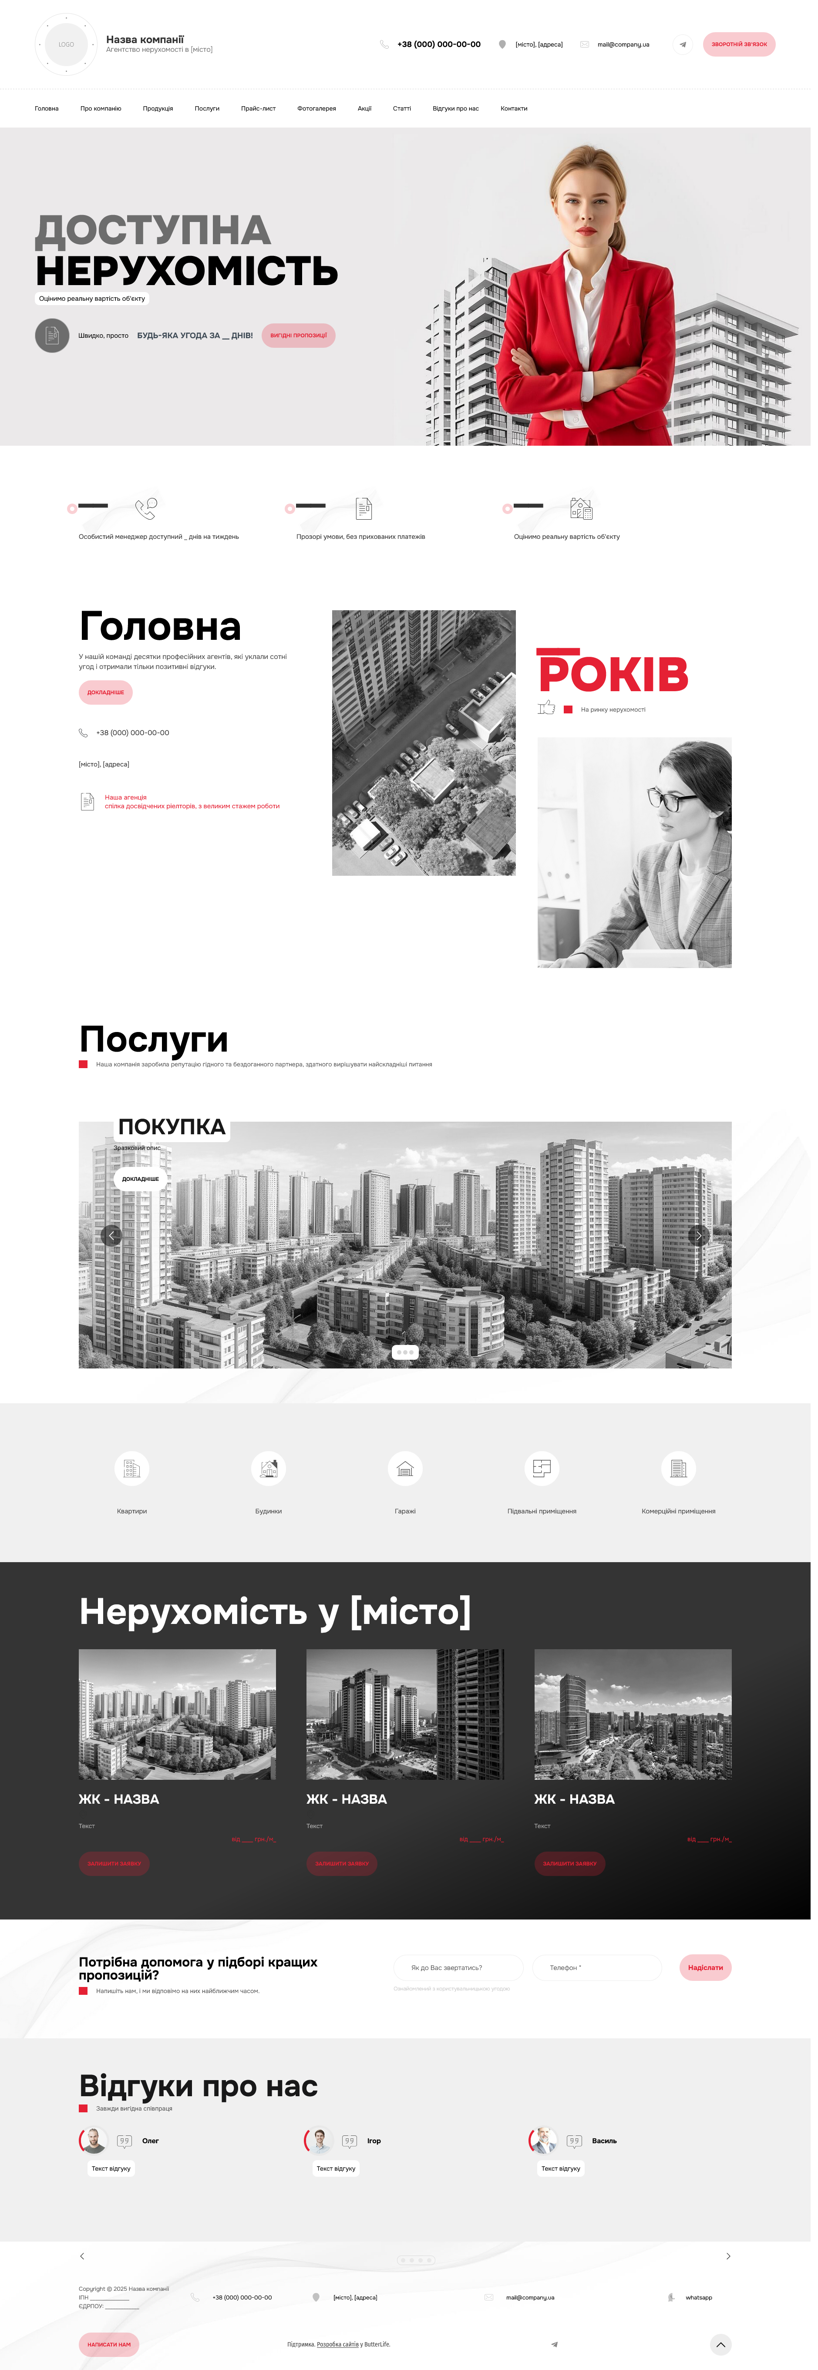 LOGO
Назва компанії
Агентство нерухомості в [місто]
+38 (000) 000-00-00
[місто], [адреса]
mail@company.ua
ЗВОРОТНІЙ ЗВ'ЯЗОК
Головна
Про компанію
Продукція
Послуги
Прайс-лист
Фотогалерея
Акції
Статті
Відгуки про нас
Контакти
ДОСТУПНА
НЕРУХОМІСТЬ
Оцінимо реальну вартість об'єкту
Швидко, просто
БУДЬ-ЯКА УГОДА ЗА __ ДНІВ!
ВИГІДНІ ПРОПОЗИЦІЇ
Особистий менеджер доступний _ днів на тиждень
Прозорі умови, без прихованих платежів
Оцінимо реальну вартість об'єкту
Головна
У нашій команді десятки професійних агентів, які уклали сотні
угод і отримали тільки позитивні відгуки.
ДОКЛАДНІШЕ
+38 (000) 000-00-00
[місто], [адреса]
Наша агенція
спілка досвідчених ріелторів, з великим стажем роботи
РОКІВ
На ринку нерухомості
Послуги
Наша компанія заробила репутацію гідного та бездоганного партнера, здатного вирішувати найскладніші питання
ПОКУПКА
Зразковий опис
ДОКЛАДНІШЕ
Квартири
Будинки
Гаражі
Підвальні приміщення
Комерційні приміщення
Нерухомість у [місто]
ЖК - НАЗВА
Текст
від ___ грн./м_
ЗАЛИШИТИ ЗАЯВКУ
ЖК - НАЗВА
Текст
від ___ грн./м_
ЗАЛИШИТИ ЗАЯВКУ
ЖК - НАЗВА
Текст
від ___ грн./м_
ЗАЛИШИТИ ЗАЯВКУ
Потрібна допомога у підборі кращих
пропозицій?
Напишіть нам, і ми відповімо на них найближчим часом.
Як до Вас звертатись?
Телефон *
Надіслати
Ознайомлений з користувальницькою угодою
Відгуки про нас
Завжди вигідна співпраця
Олег
Текст відгуку
Ігор
Текст відгуку
Василь
Текст відгуку
Copyright © 2025 Назва компанії
ІПН ______________
ЄДРПОУ: ____________
+38 (000) 000-00-00
[місто], [адреса]
mail@company.ua
whatsapp
НАПИСАТИ НАМ
Підтримка. Розробка сайтів у ButterLife.